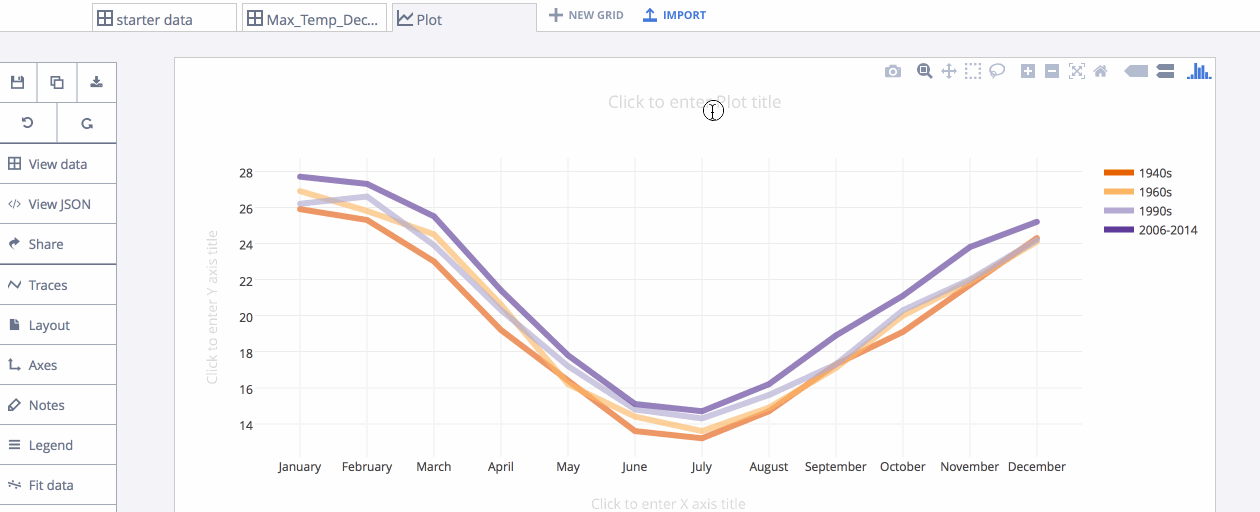 starter data
Max_Temp_Dec...
Plot
NEW GRID
IMPORT
View data
View JSON
Share
Traces
Layout
Axes
Notes
Legend
Fit data
Click to enter Plot title
Click to enter Y axis title
28
26
24
22
20
18
16
14
January February March April May June July August September October November December
Click to enter X axis title
1940s
1960s
1990s
2006-2014